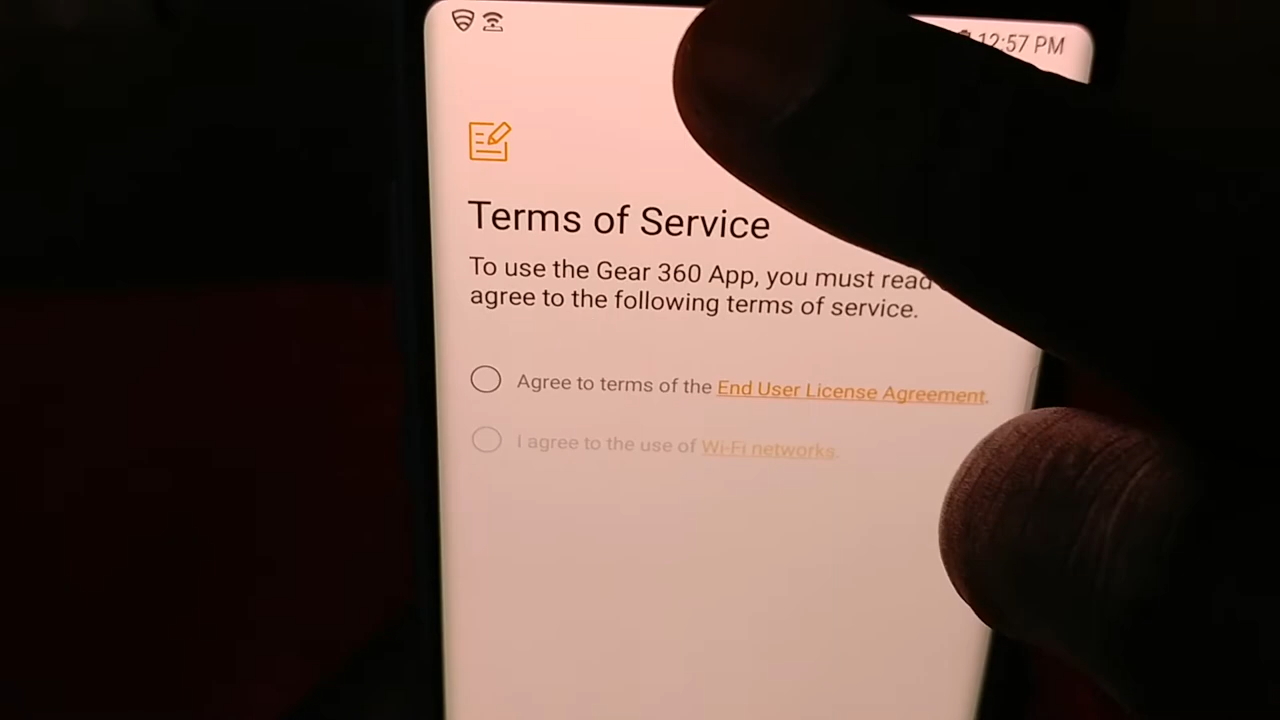 12:57 PM
Terms of Service
To use the Gear 360 App, you must read
agree to the following terms of service.
Agree to terms of the End User License Agreement.
I agree to the use of Wi-Fi networks.